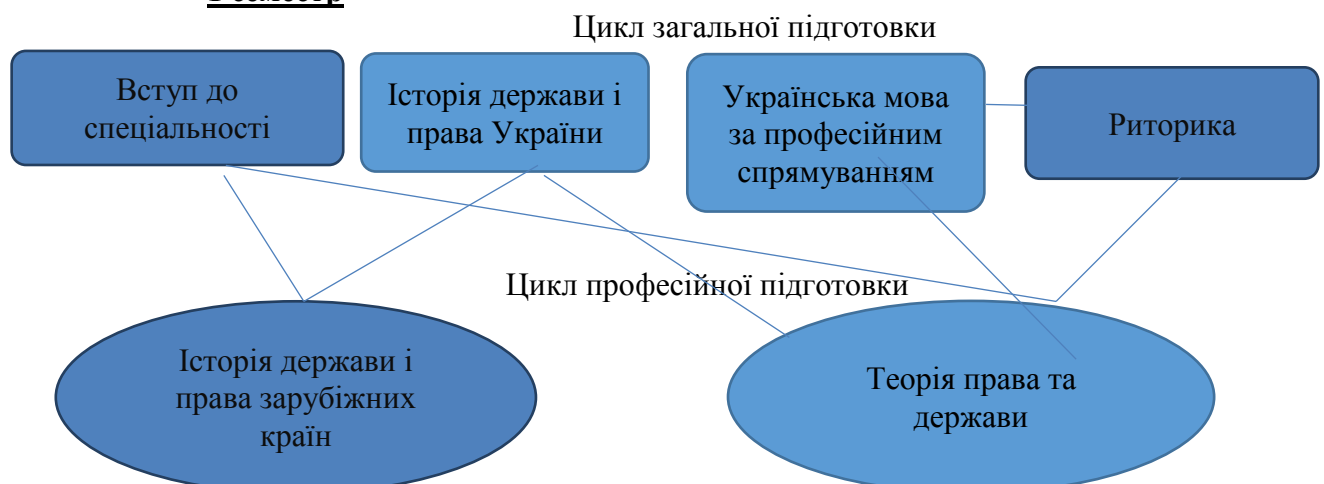 Цикл загальної підготовки
Вступ до
спеціальності
Історія держави і
права України
Українська мова
за професійним
спрямуванням
Риторика
Цикл професійної підготовки
Історія держави і
права зарубіжних
країн
Теорія права та
держави